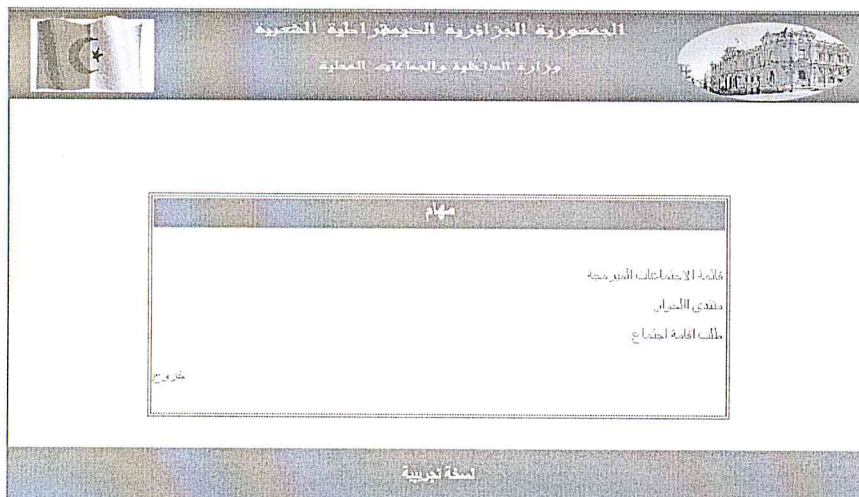 الجمهورية الجزائرية الديمقراطية الشعبية
وزارة الداخلية والجماعات المحلية
مهام
قائمة الاجتماعات المبرمجة
منتدى الحوار
طلب اقامة اجتماع
خروج
نسخة تجريبية